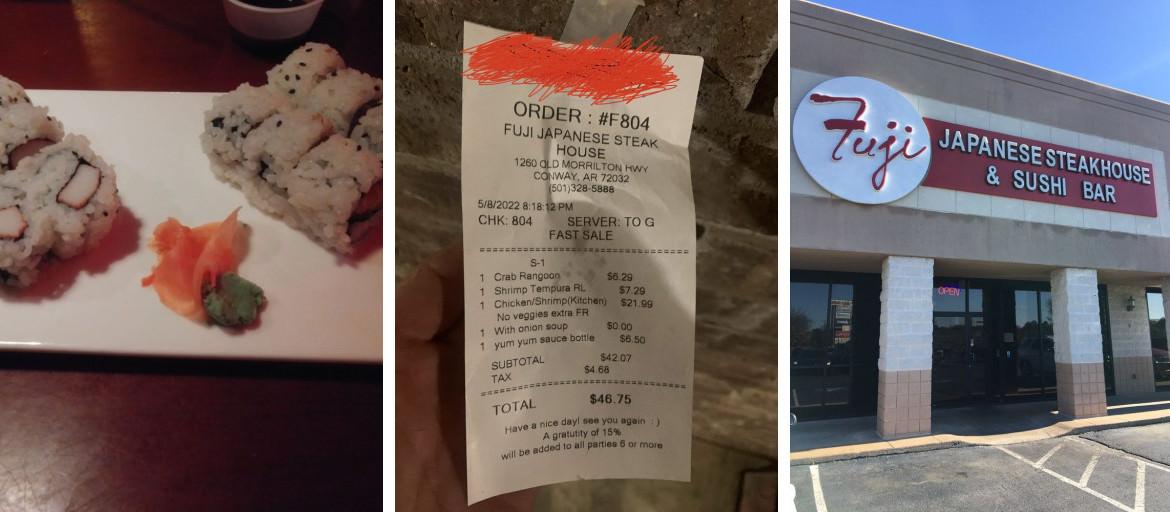 ORDER : #F804
FUJI JAPANESE STEAK
HOUSE
1260 OLD MORRILTON HWY
CONWAY, AR 72032
(501)328-5888
5/8/2022 8:18:12 PM
CHK: 804 SERVER: TO G
FAST SALE
S-1
1 Crab Rangoon $6.29
1 Shrimp Tempura RL $7.29
1 Chicken/Shrimp(Kitchen) $21.99
No veggies extra FR
1 With onion soup $0.00
1 yum yum sauce bottle $6.50
SUBTOTAL $42.07
TAX $4.68
TOTAL $46.75
Have a nice day! see you again : )
A gratutity of 15%
will be added to all parties 6 or more
Fuji
JAPANESE STEAKHOUSE
& SUSHI BAR
OPEN